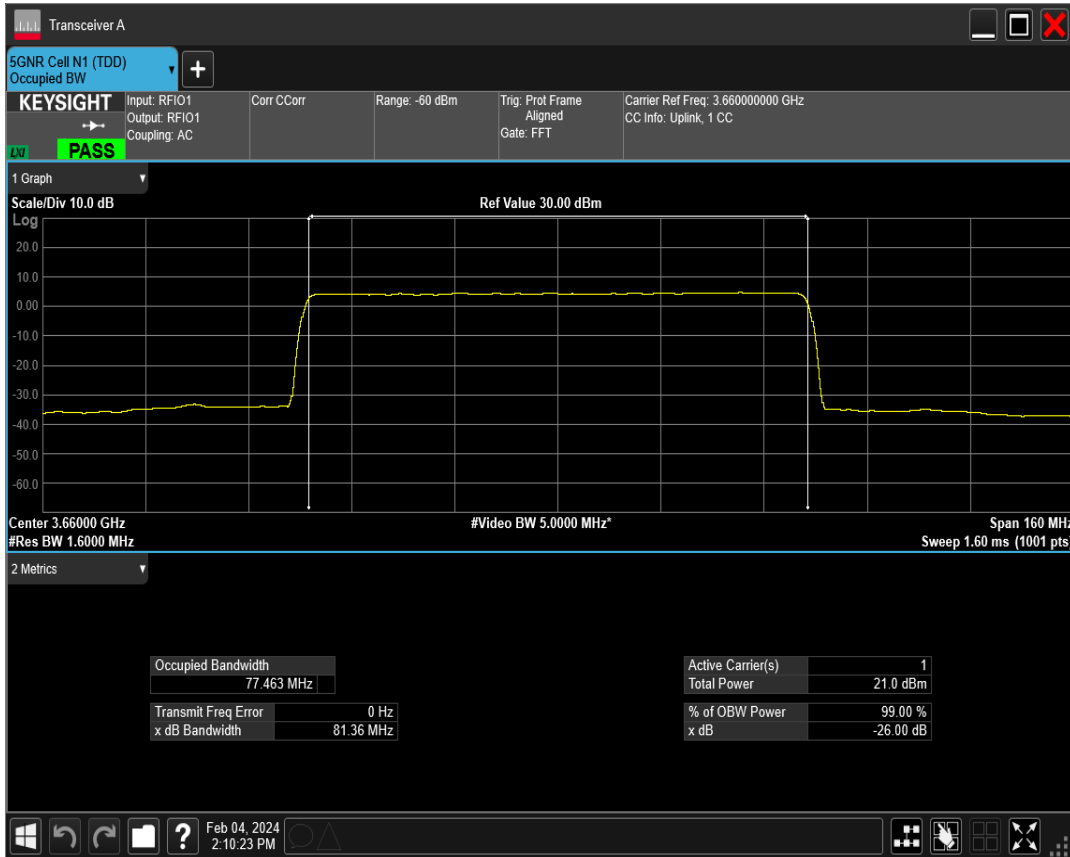 Transceiver A
5GNR Cell N1 (TDD)
Occupied BW
+
KEYSIGHT
LXI
PASS
Input: RFIO1
Output: RFIO1
Coupling: AC
Corr CCorr
Range: -60 dBm
Trig: Prot Frame
Aligned
Gate: FFT
Carrier Ref Freq: 3.660000000 GHz
CC Info: Uplink, 1 CC
1 Graph
Scale/Div 10.0 dB
Ref Value 30.00 dBm
Log
20.0
10.0
0.00
-10.0
-20.0
-30.0
-40.0
-50.0
-60.0
Center 3.66000 GHz
#Video BW 5.0000 MHz*
Span 160 MHz
#Res BW 1.6000 MHz
Sweep 1.60 ms (1001 pts)
2 Metrics
Occupied Bandwidth
77.463 MHz
Transmit Freq Error 0 Hz
x dB Bandwidth 81.36 MHz
Active Carrier(s) 1
Total Power 21.0 dBm
% of OBW Power 99.00 %
x dB -26.00 dB
?
Feb 04, 2024
2:10:23 PM